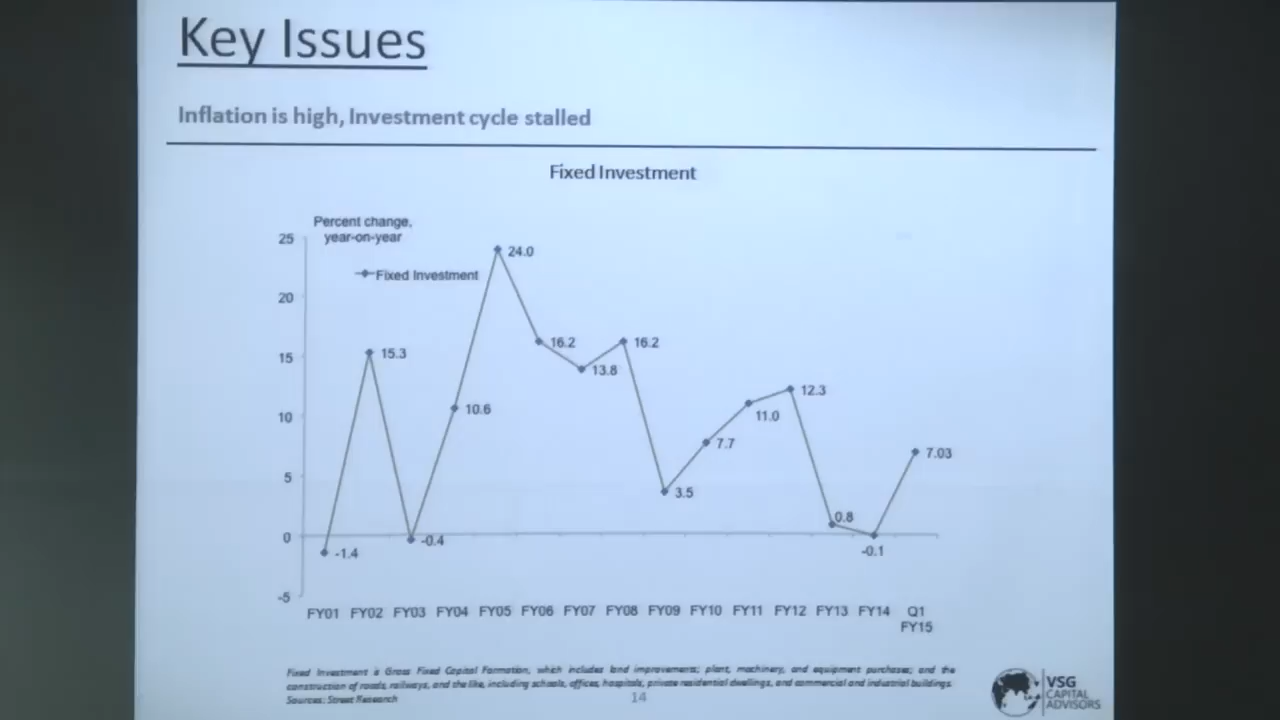 Key Issues
Inflation is high, Investment cycle stalled
Fixed Investment
Percent change,
year-on-year
Fixed Investment
25
20
15
10
5
0
-5
-1.4
15.3
-0.4
10.6
24.0
16.2
13.8
16.2
3.5
7.7
11.0
12.3
0.8
-0.1
7.03
FY01 FY02 FY03 FY04 FY05 FY06 FY07 FY08 FY09 FY10 FY11 FY12 FY13 FY14 Q1
FY15
Fixed Investment is Gross Fixed Capital Formation, which includes land improvements; plant, machinery, and equipment purchases; and the
construction of roads, railways, and the like, including schools, offices, hospitals, private residential dwellings, and commercial and industrial buildings.
Sources: Street Research
14
VSG
CAPITAL
ADVISORS